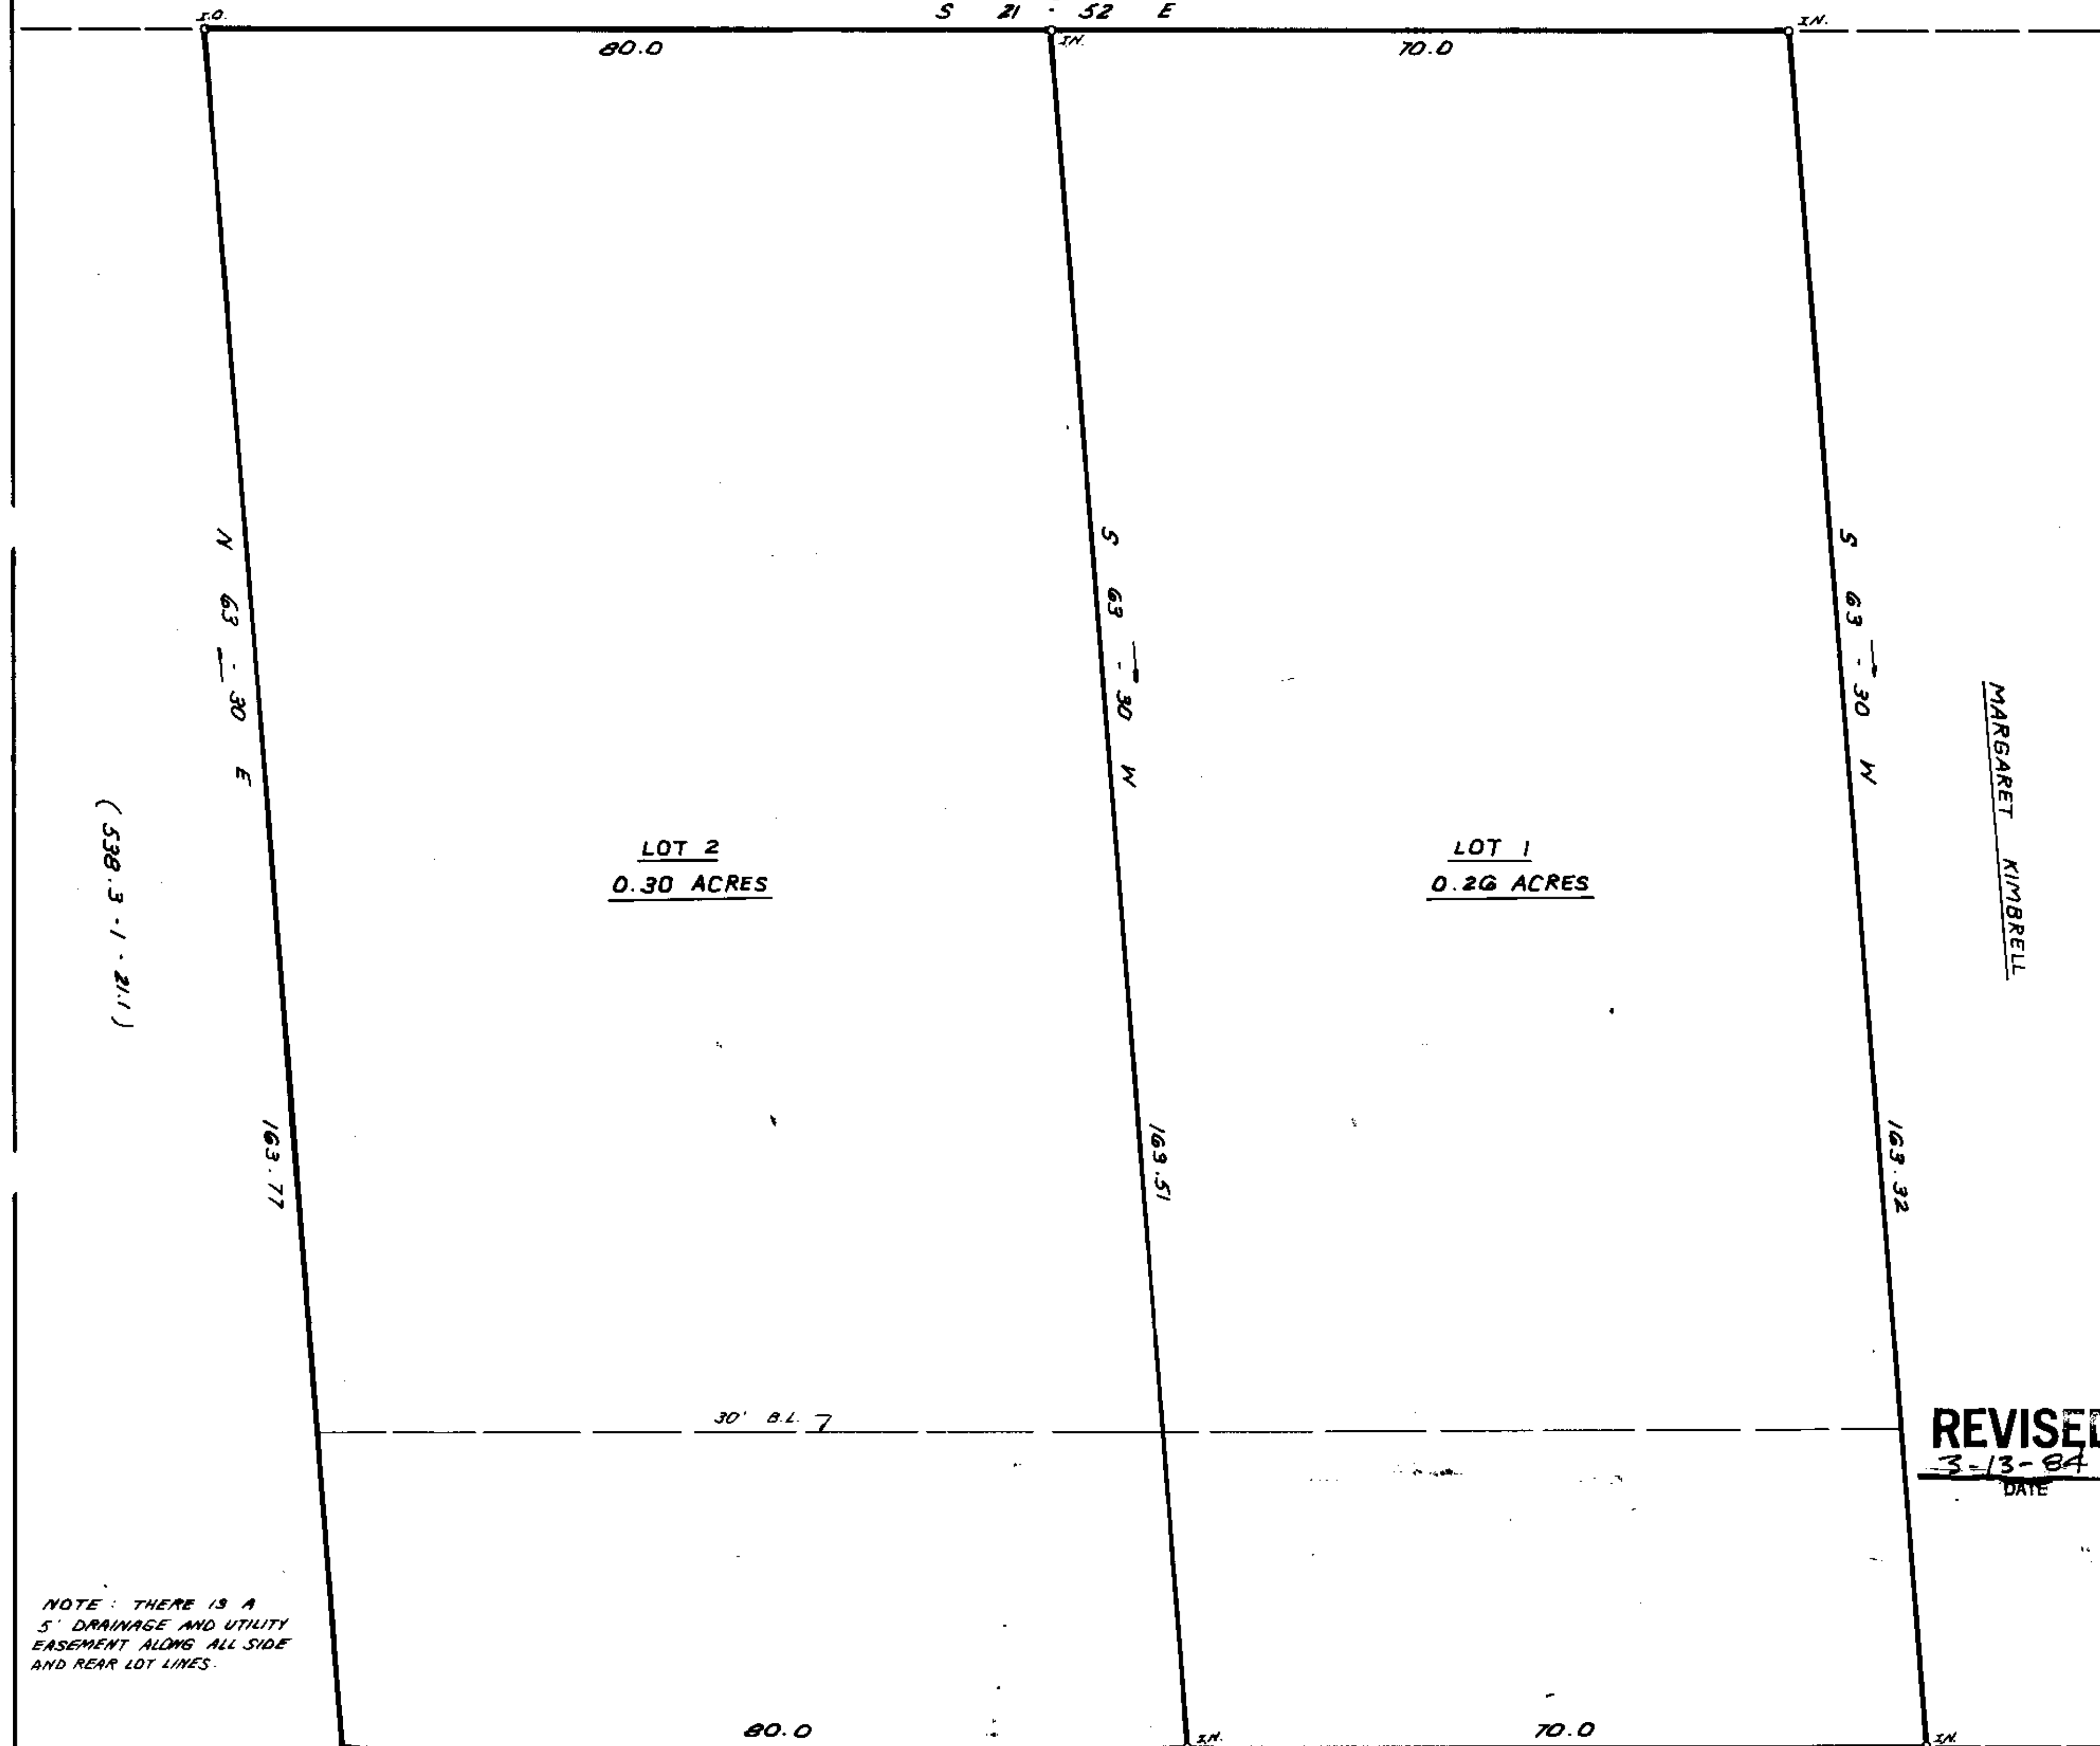 S 21 - 52 E
I.O.
I.N.
I.N.
80.0
70.0
N 63 - 30 E
S 63 - 30 W
S 63 - 30 W
MARGARET KIMBRELL
(538.3 - 1 - 21.1)
LOT 2
0.30 ACRES
LOT 1
0.26 ACRES
163.77
163.51
163.32
30' B.L.
REVISED
3-13-84
DATE
NOTE : THERE IS A
5' DRAINAGE AND UTILITY
EASEMENT ALONG ALL SIDE
AND REAR LOT LINES.
80.0
70.0
I.N.
I.N.